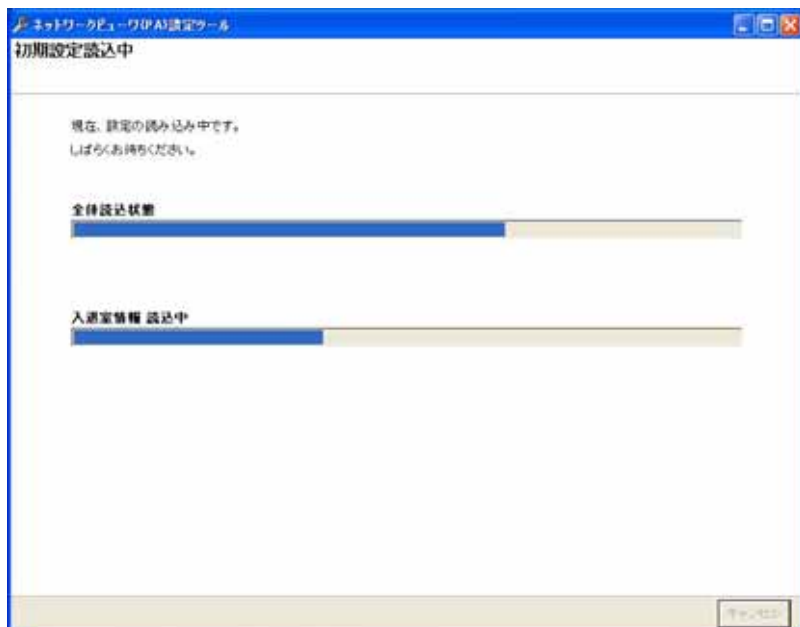 ネットワークビューワ(PA)設定ツール
初期設定読込中
現在、設定の読み込み中です。
しばらくお待ちください。
全体読込状態
入退室情報 読込中
キャンセル